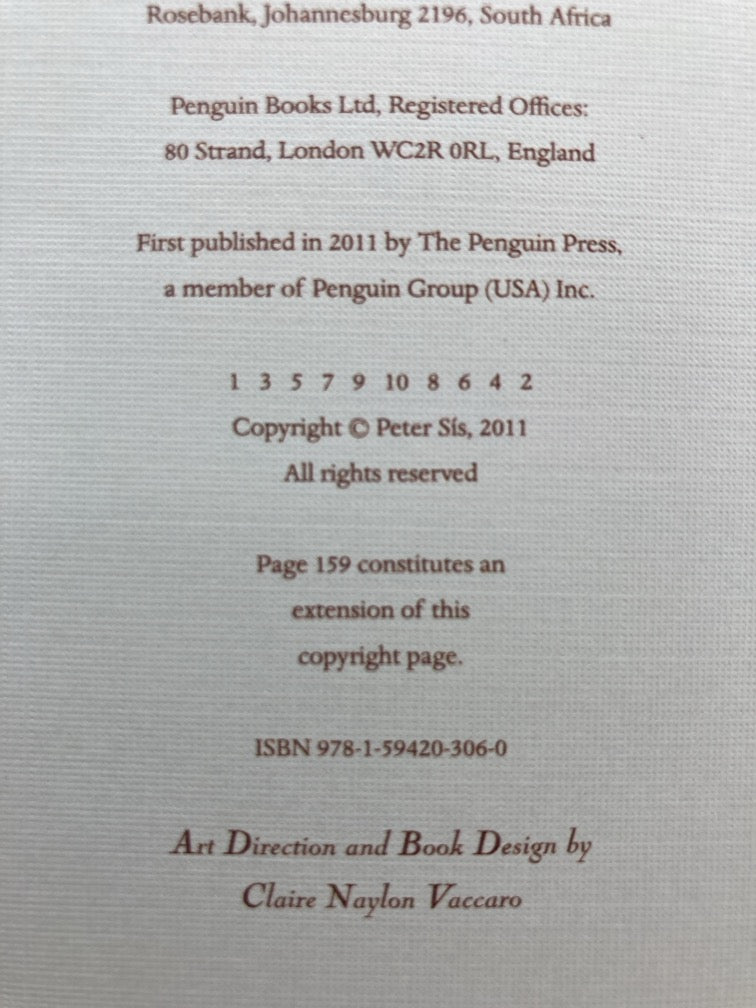 Rosebank, Johannesburg 2196, South Africa
Penguin Books Ltd, Registered Offices:
80 Strand, London WC2R 0RL, England
First published in 2011 by The Penguin Press,
a member of Penguin Group (USA) Inc.
1 3 5 7 9 10 8 6 4 2
Copyright © Peter Sís, 2011
All rights reserved
Page 159 constitutes an
extension of this
copyright page.
ISBN 978-1-59420-306-0
Art Direction and Book Design by
Claire Naylon Vaccaro